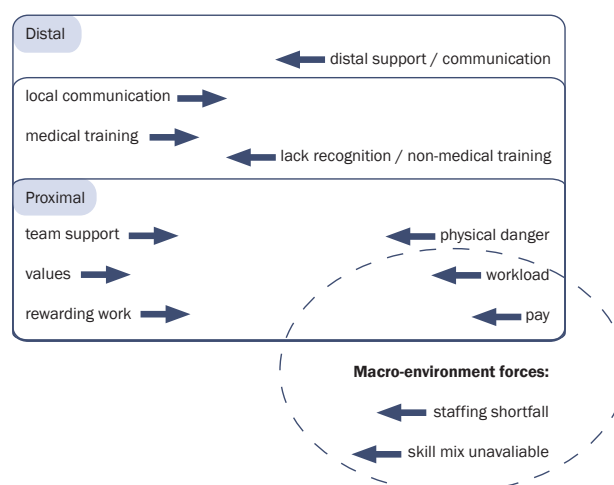 Distal
distal support / communication
local communication
medical training
lack recognition / non-medical training
Proximal
team support
physical danger
values
workload
rewarding work
pay
Macro-environment forces:
staffing shortfall
skill mix unavaliable